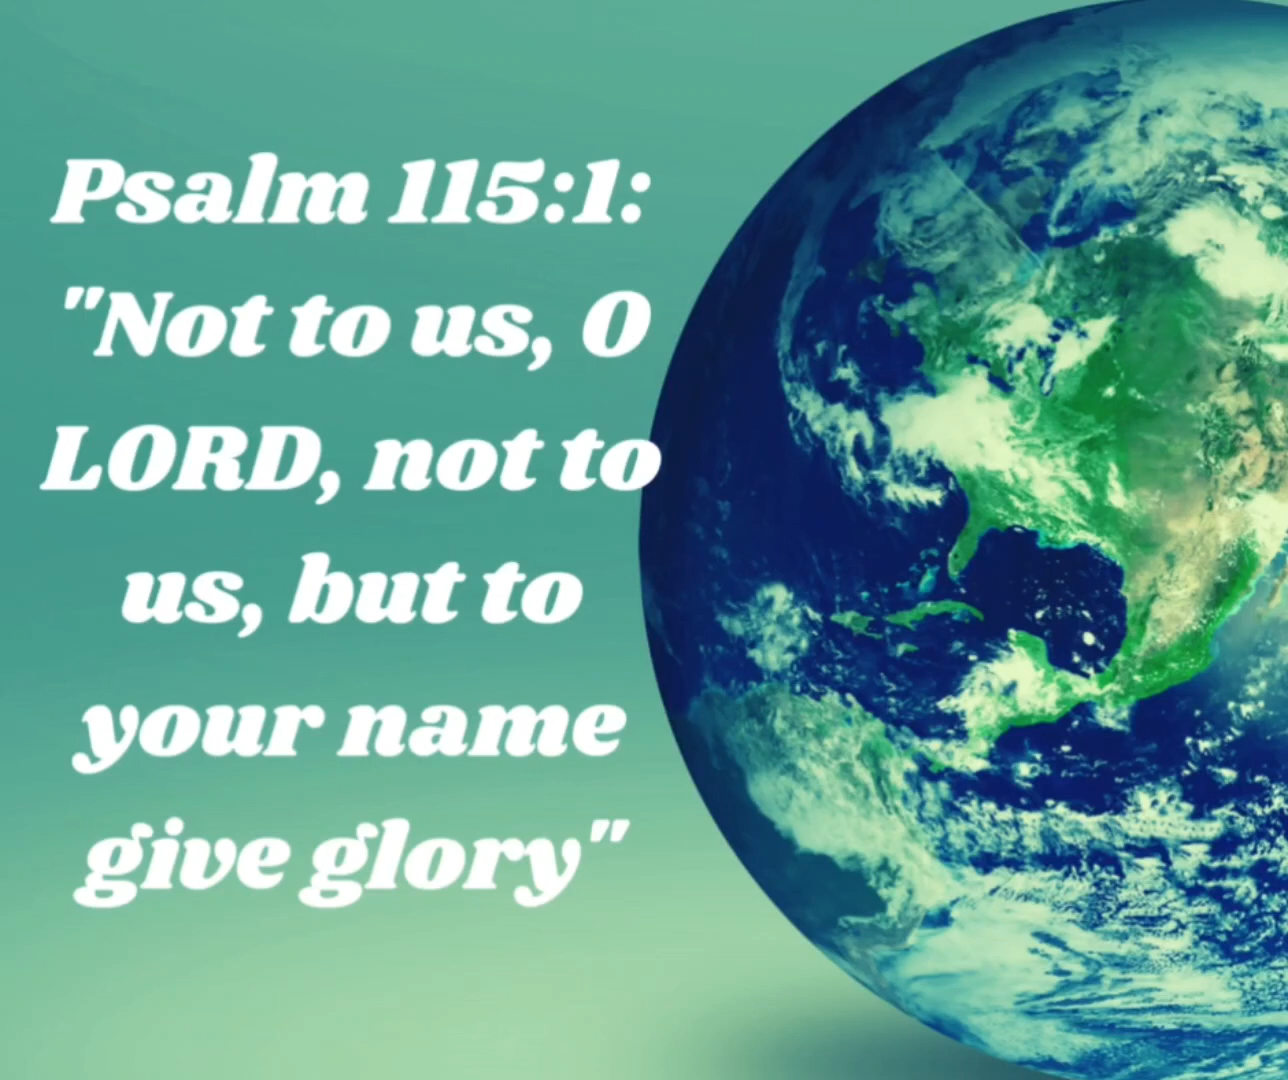 Psalm 115:1:
"Not to us, O
LORD, not to
us, but to
your name
give glory"